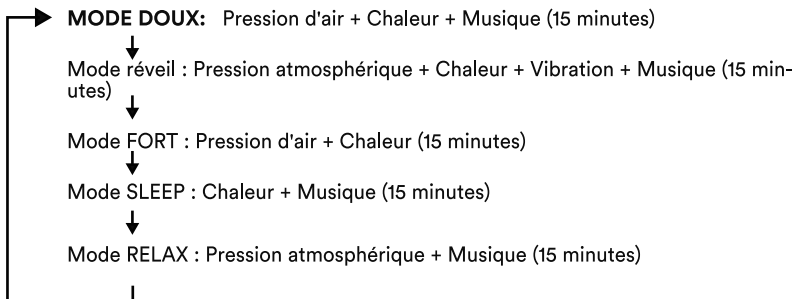 MODE DOUX: Pression d'air + Chaleur + Musique (15 minutes)
Mode réveil : Pression atmosphérique + Chaleur + Vibration + Musique (15 min-
utes)
Mode FORT : Pression d'air + Chaleur (15 minutes)
Mode SLEEP : Chaleur + Musique (15 minutes)
Mode RELAX : Pression atmosphérique + Musique (15 minutes)